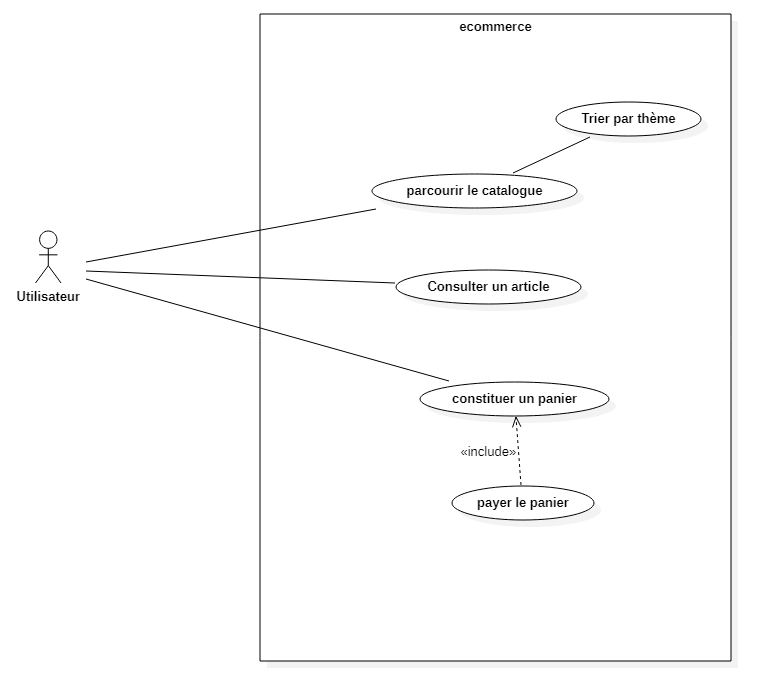 ecommerce
Trier par thème
parcourir le catalogue
Utilisateur
Consulter un article
constituer un panier
«include»
payer le panier